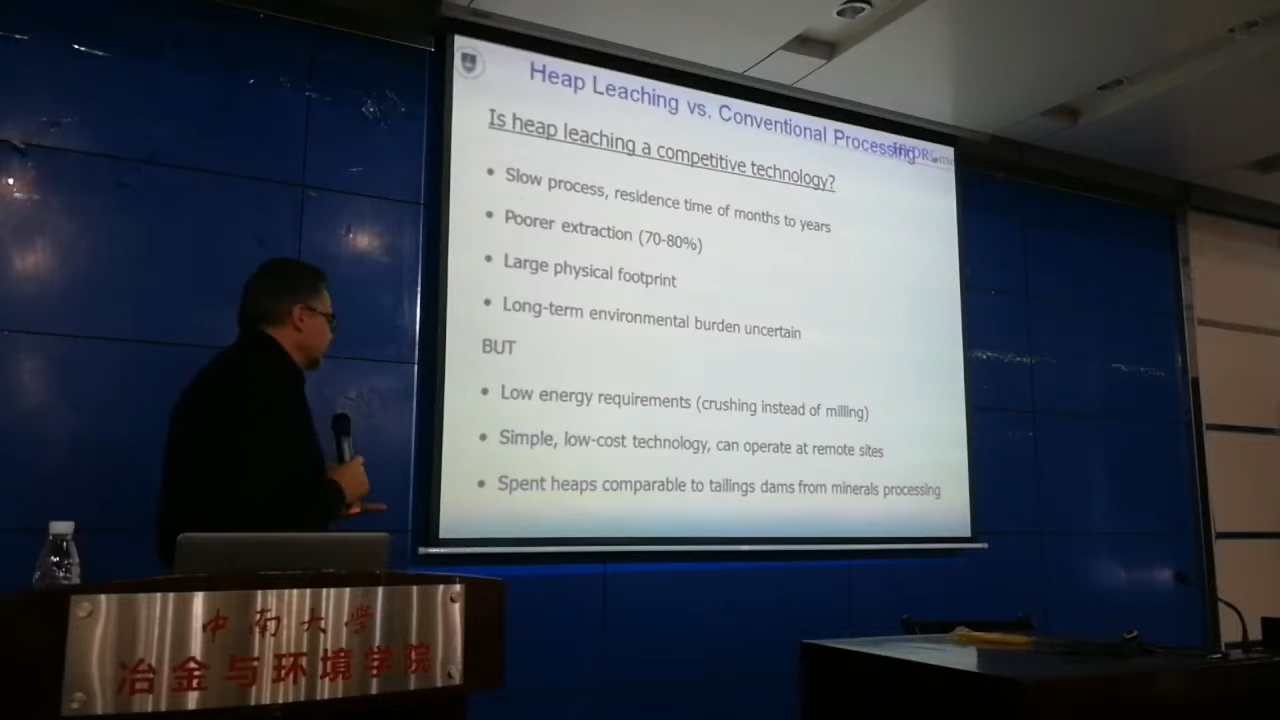 Heap Leaching vs. Conventional Processing
Is heap leaching a competitive technology?
• Slow process, residence time of months to years
• Poorer extraction (70-80%)
• Large physical footprint
• Long-term environmental burden uncertain
BUT
• Low energy requirements (crushing instead of milling)
• Simple, low-cost technology, can operate at remote sites
• Spent heaps comparable to tailings dams from minerals processing
中南大学
冶金与环境学院